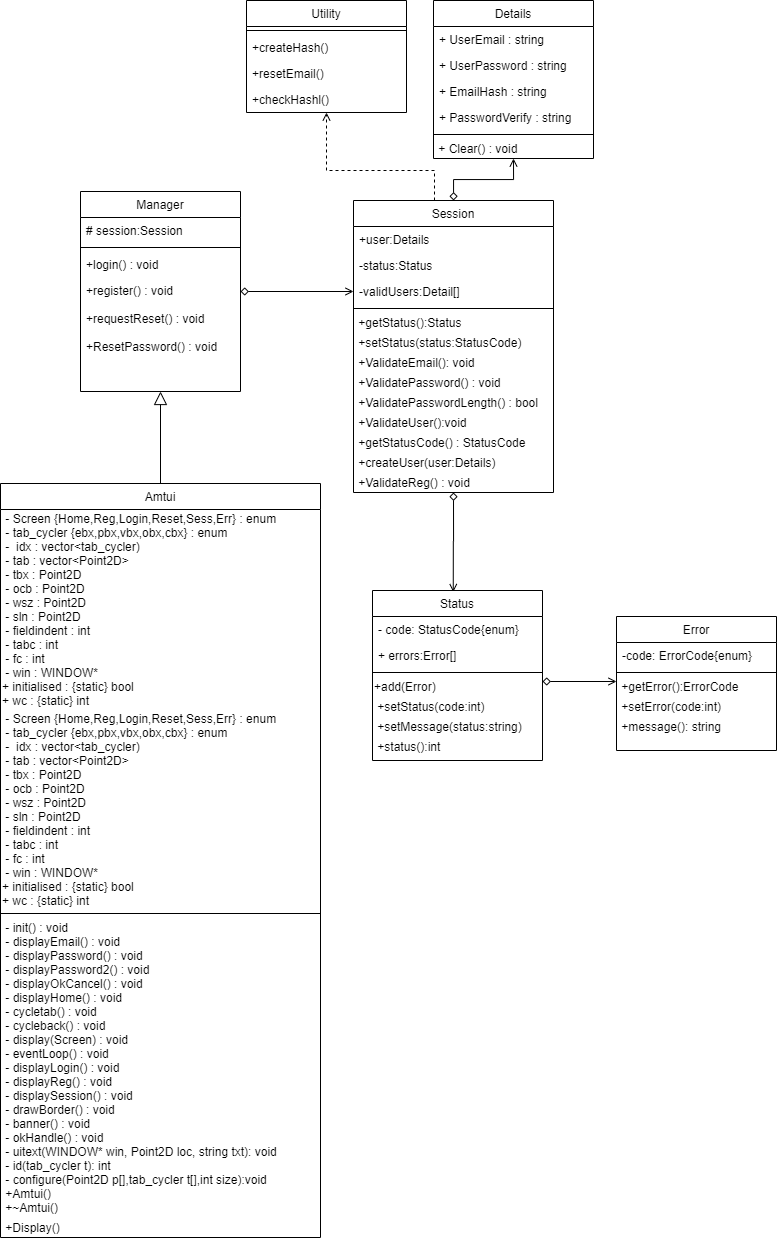 Utility
+createHash()
+resetEmail()
+checkHashl()
Details
+ UserEmail : string
+ UserPassword : string
+ EmailHash : string
+ PasswordVerify : string
+ Clear() : void
Manager
# session:Session
+login() : void
+register() : void
+requestReset() : void
+ResetPassword() : void
Session
+user:Details
-status:Status
-validUsers:Detail[]
+getStatus():Status
+setStatus(status:StatusCode)
+ValidateEmail(): void
+ValidatePassword() : void
+ValidatePasswordLength() : bool
+ValidateUser():void
+getStatusCode() : StatusCode
+createUser(user:Details)
+ValidateReg() : void
Amtui
- Screen {Home,Reg,Login,Reset,Sess,Err} : enum
- tab_cycler {ebx,pbx,vbx,obx,cbx} : enum
- idx : vector<tab_cycler)
- tab : vector<Point2D>
- tbx : Point2D
- ocb : Point2D
- wsz : Point2D
- sln : Point2D
- fieldindent : int
- tabc : int
- fc : int
- win : WINDOW*
+ initialised : {static} bool
+ wc : {static} int
- Screen {Home,Reg,Login,Reset,Sess,Err} : enum
- tab_cycler {ebx,pbx,vbx,obx,cbx} : enum
- idx : vector<tab_cycler)
- tab : vector<Point2D>
- tbx : Point2D
- ocb : Point2D
- wsz : Point2D
- sln : Point2D
- fieldindent : int
- tabc : int
- fc : int
- win : WINDOW*
+ initialised : {static} bool
+ wc : {static} int
- init() : void
- displayEmail() : void
- displayPassword() : void
- displayPassword2() : void
- displayOkCancel() : void
- displayHome() : void
- cycletab() : void
- cycleback() : void
- display(Screen) : void
- eventLoop() : void
- displayLogin() : void
- displayReg() : void
- displaySession() : void
- drawBorder() : void
- banner() : void
- okHandle() : void
- uitext(WINDOW* win, Point2D loc, string txt): void
- id(tab_cycler t): int
- configure(Point2D p[],tab_cycler t[],int size):void
+Amtui()
+~Amtui()
+Display()
Status
- code: StatusCode{enum}
+ errors:Error[]
+add(Error)
+setStatus(code:int)
+setMessage(status:string)
+status():int
Error
-code: ErrorCode{enum}
+getError():ErrorCode
+setError(code:int)
+message(): string